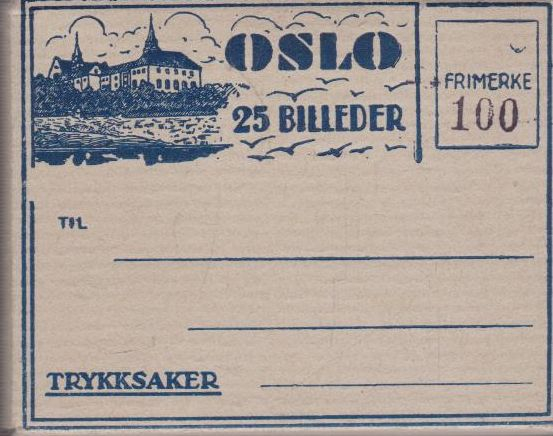 OSLO
25 BILLEDER
FRIMERKE
100
TIL
TRYKKSAKER